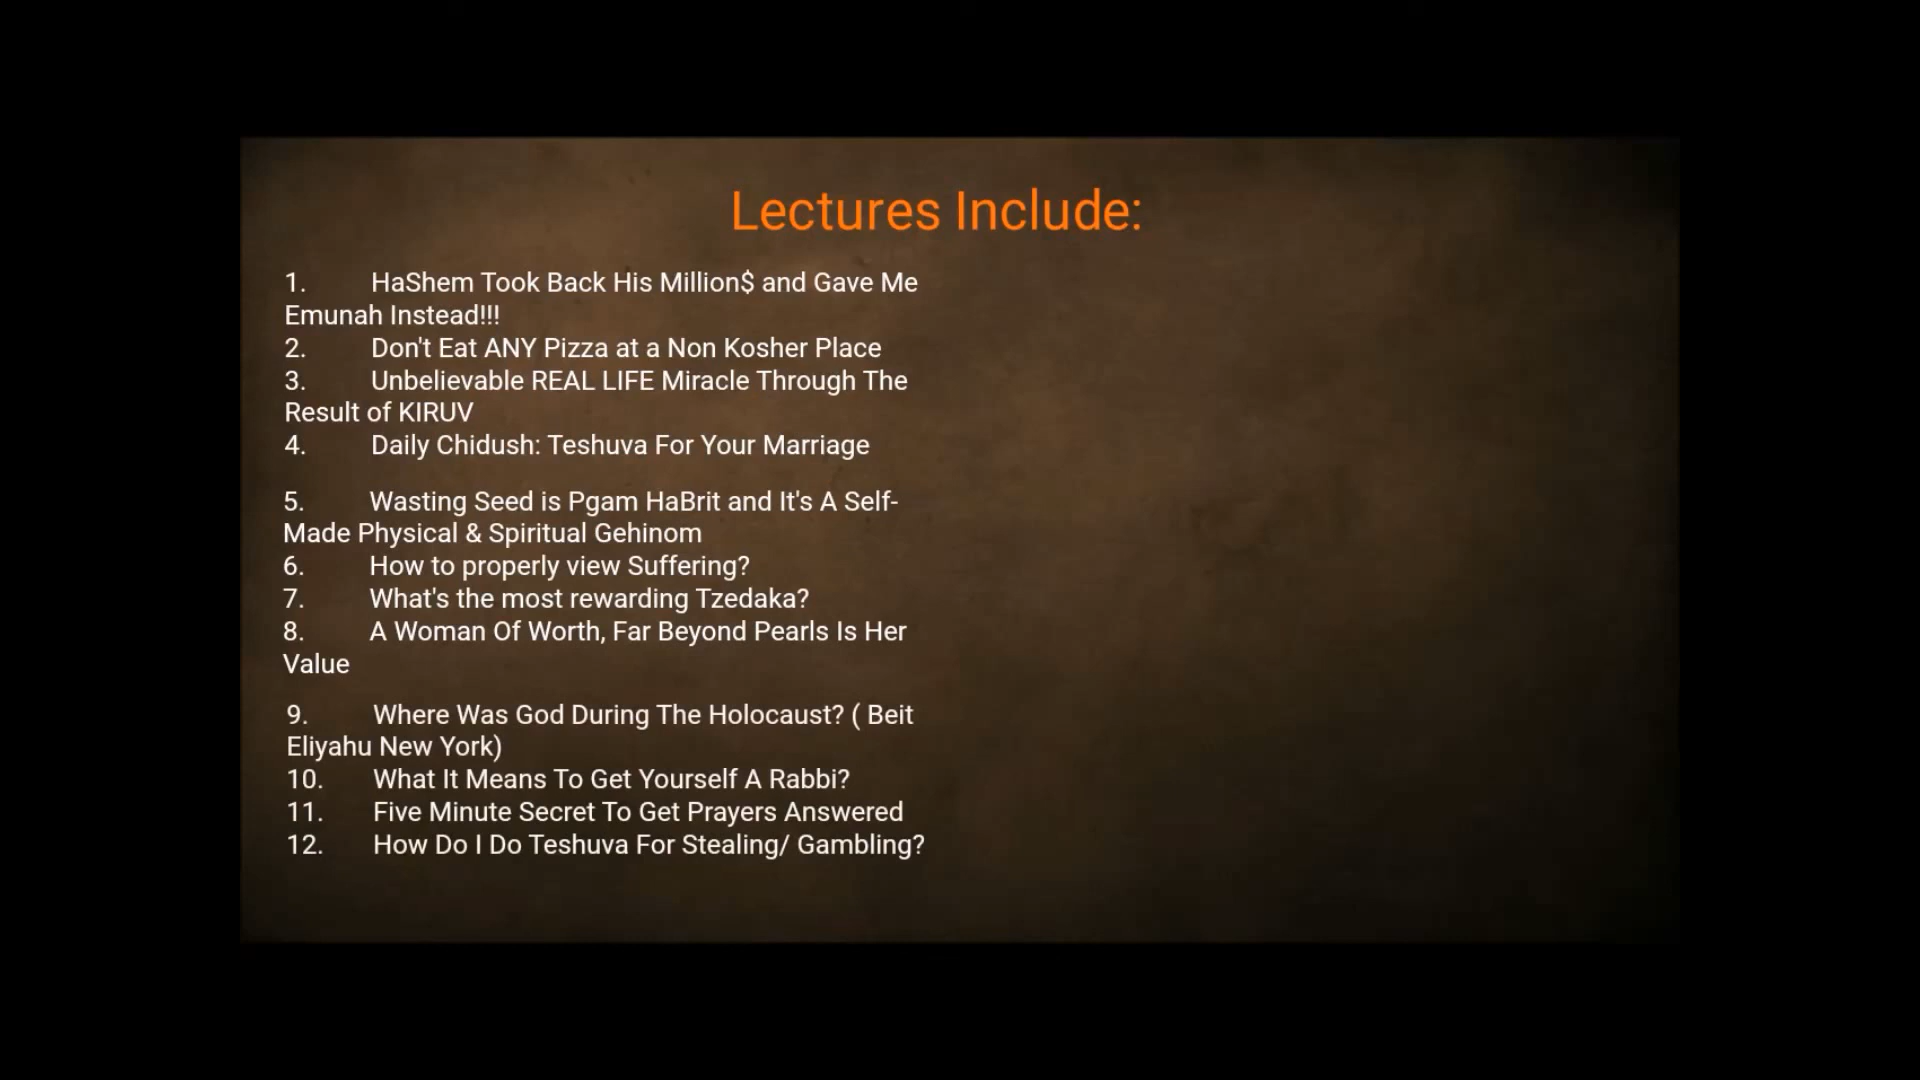 Lectures Include:
1. HaShem Took Back His Million$ and Gave Me
Emunah Instead!!!
2. Don't Eat ANY Pizza at a Non Kosher Place
3. Unbelievable REAL LIFE Miracle Through The
Result of KIRUV
4. Daily Chidush: Teshuva For Your Marriage
5. Wasting Seed is Pgam HaBrit and It's A Self-
Made Physical & Spiritual Gehinom
6. How to properly view Suffering?
7. What's the most rewarding Tzedaka?
8. A Woman Of Worth, Far Beyond Pearls Is Her
Value
9. Where Was God During The Holocaust? ( Beit
Eliyahu New York)
10. What It Means To Get Yourself A Rabbi?
11. Five Minute Secret To Get Prayers Answered
12. How Do I Do Teshuva For Stealing/ Gambling?